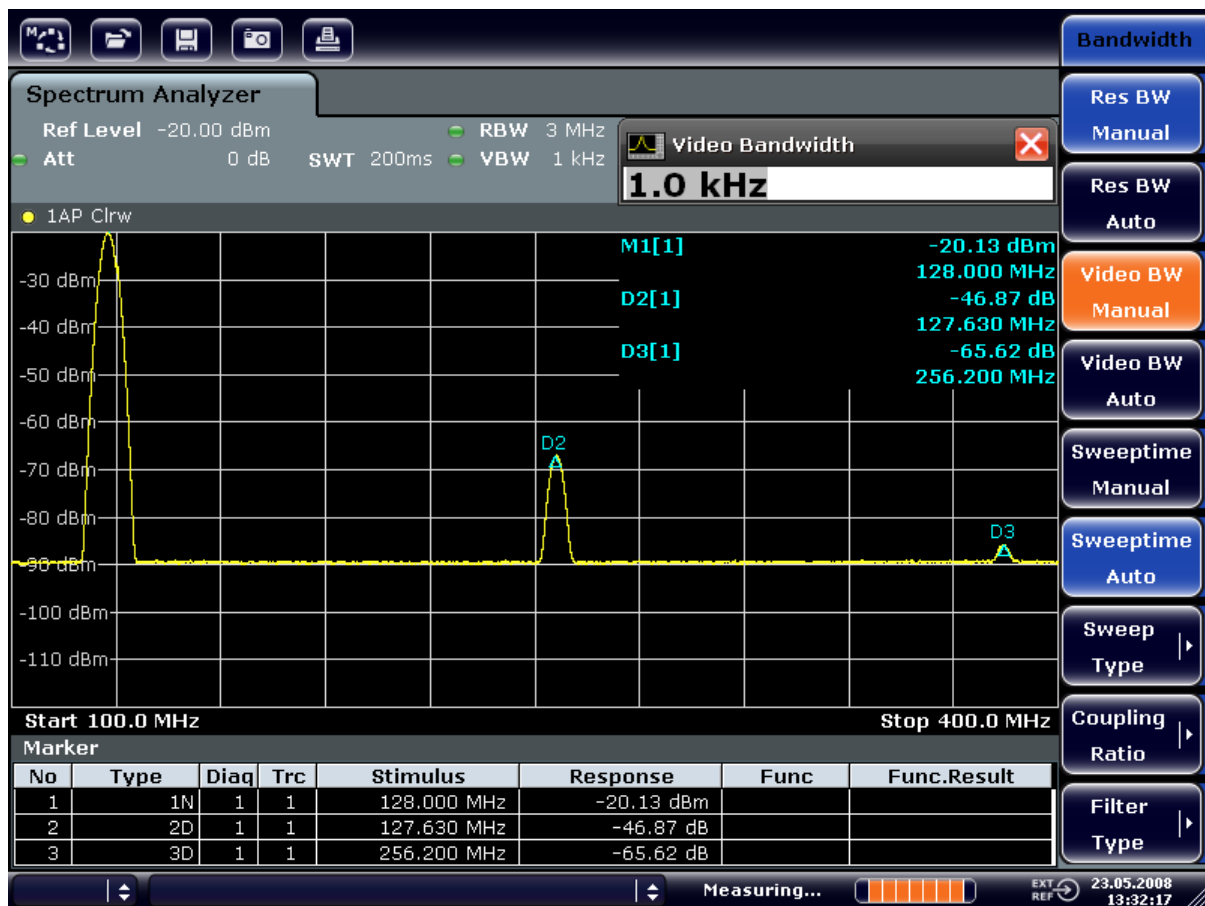 M
Bandwidth
Spectrum Analyzer
Ref Level -20.00 dBm RBW 3 MHz
Att 0 dB SWT 200ms VBW 1 kHz
Video Bandwidth
1.0 kHz
1AP Clrw
M1[1] -20.13 dBm
128.000 MHz
D2[1] -46.87 dB
127.630 MHz
D3[1] -65.62 dB
256.200 MHz
-30 dBm
-40 dBm
-50 dBm
-60 dBm
-70 dBm
-80 dBm
-90 dBm
-100 dBm
-110 dBm
D2
D3
Start 100.0 MHz Stop 400.0 MHz
Marker
No Type Diaq Trc Stimulus Response Func Func.Result
1 1N 1 1 128.000 MHz -20.13 dBm
2 2D 1 1 127.630 MHz -46.87 dB
3 3D 1 1 256.200 MHz -65.62 dB
Res BW
Manual
Res BW
Auto
Video BW
Manual
Video BW
Auto
Sweeptime
Manual
Sweeptime
Auto
Sweep
Type
Coupling
Ratio
Filter
Type
Measuring...
EXT
REF
23.05.2008
13:32:17